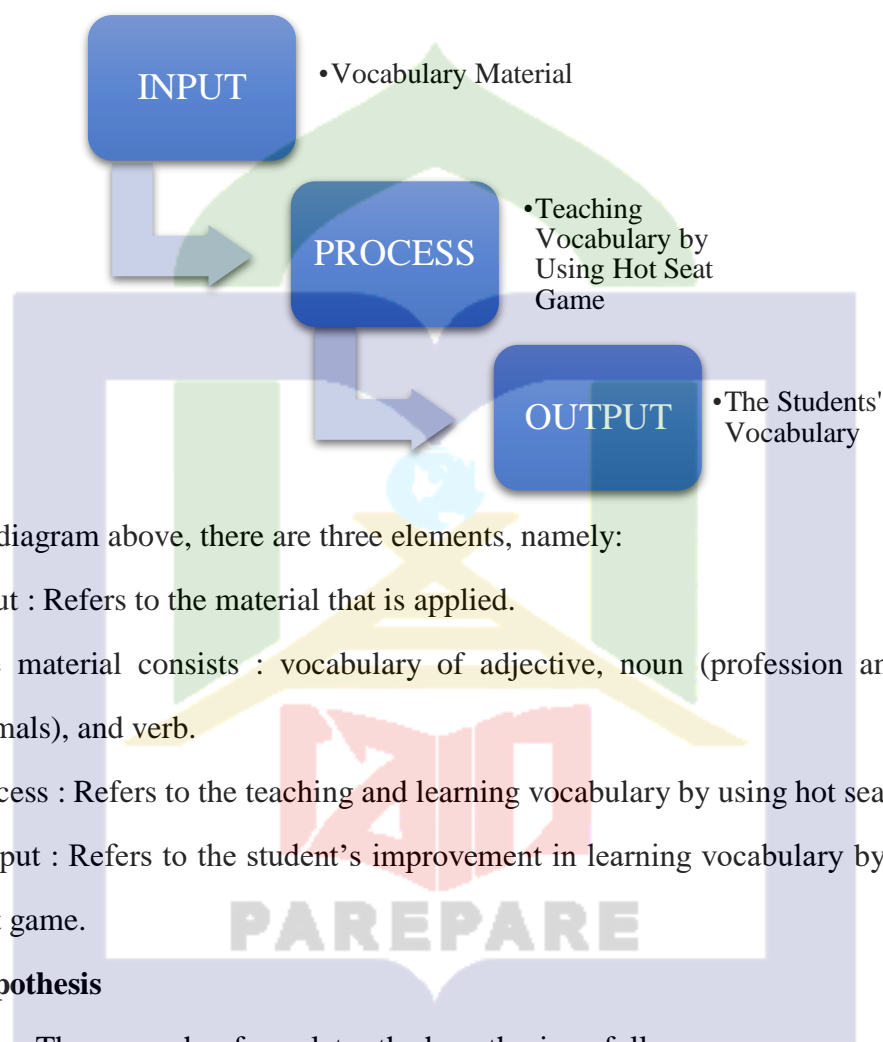 INPUT
•Vocabulary Material
PROCESS
•Teaching
Vocabulary by
Using Hot Seat
Game
OUTPUT
•The Students'
Vocabulary
diagram above, there are three elements, namely:
ut : Refers to the material that is applied.
material consists : vocabulary of adjective, noun (profession an
mals), and verb.
cess : Refers to the teaching and learning vocabulary by using hot sea
put : Refers to the student’s improvement in learning vocabulary by
game.
PAREPARE
pothesis